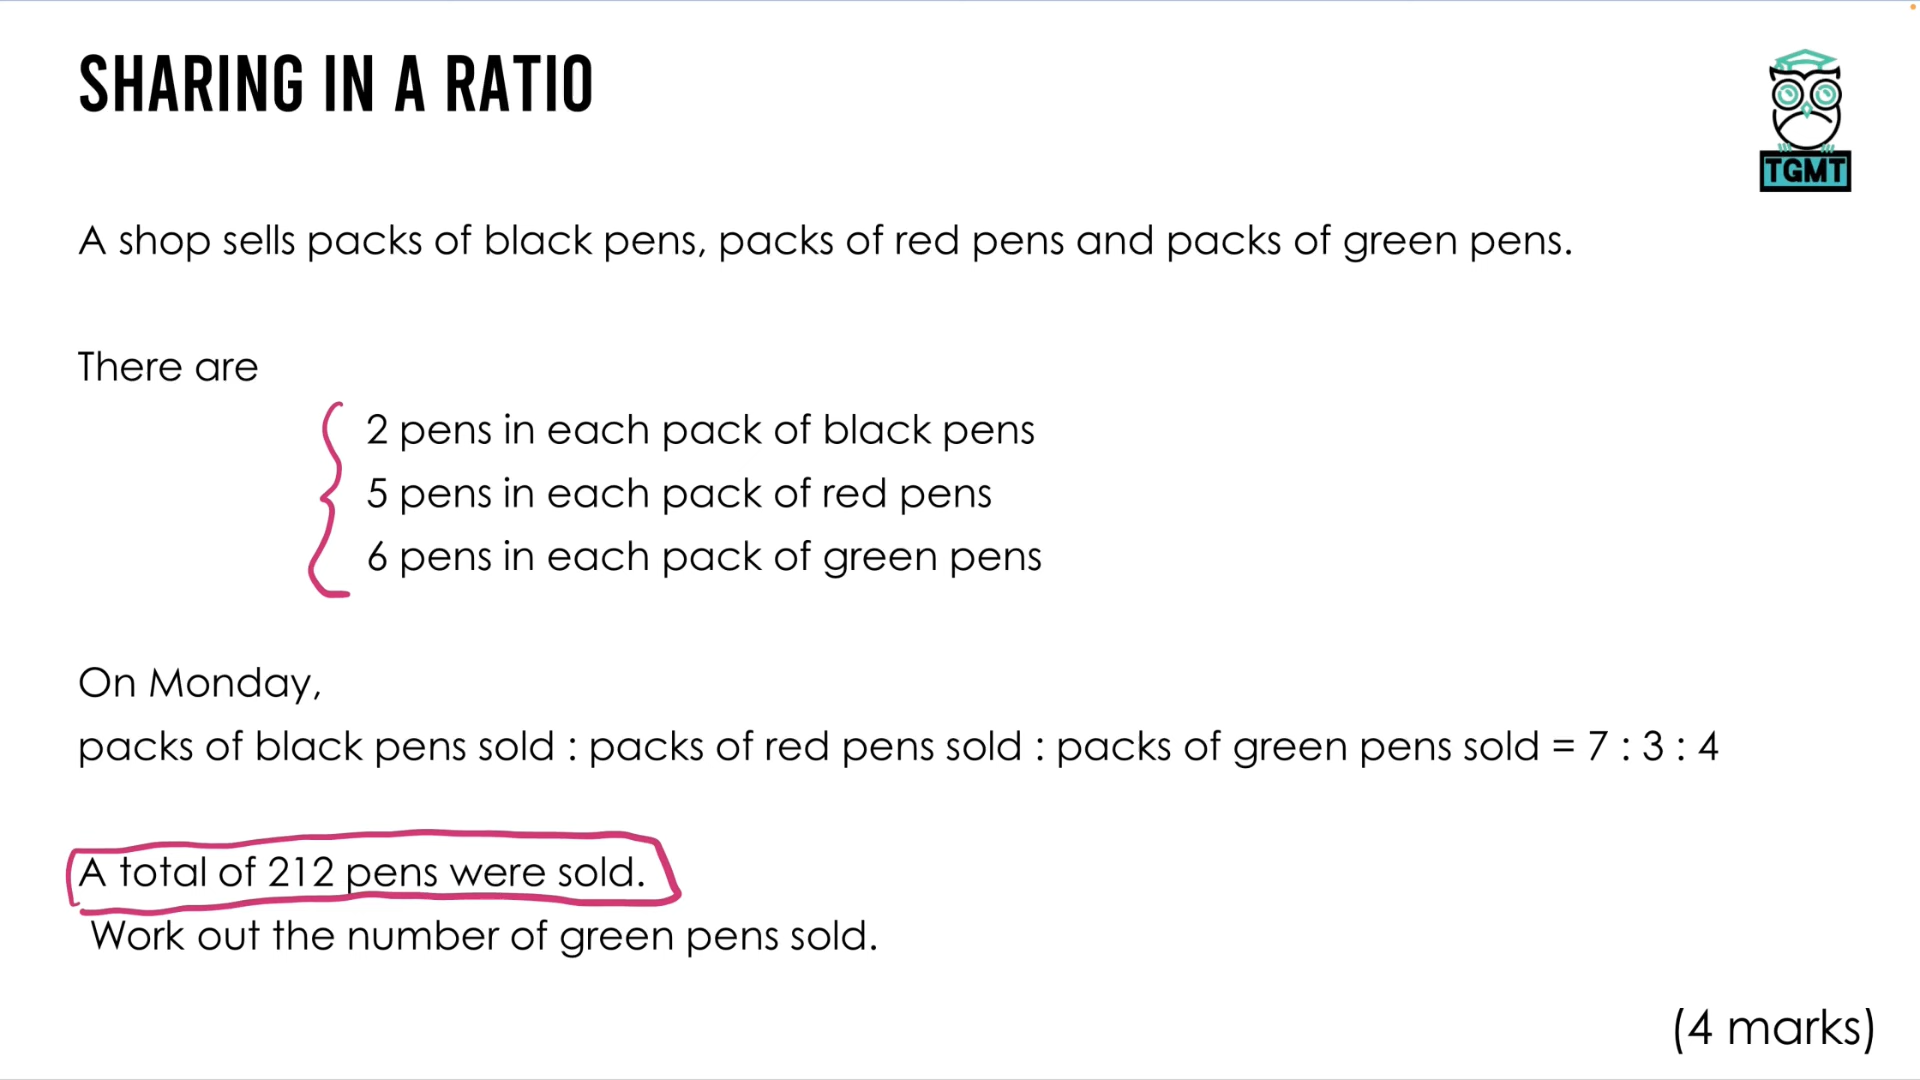 SHARING IN A RATIO
TGMT
A shop sells packs of black pens, packs of red pens and packs of green pens.
There are
2 pens in each pack of black pens
5 pens in each pack of red pens
6 pens in each pack of green pens
On Monday,
packs of black pens sold : packs of red pens sold : packs of green pens sold = 7 : 3 : 4
A total of 212 pens were sold.
Work out the number of green pens sold.
(4 marks)